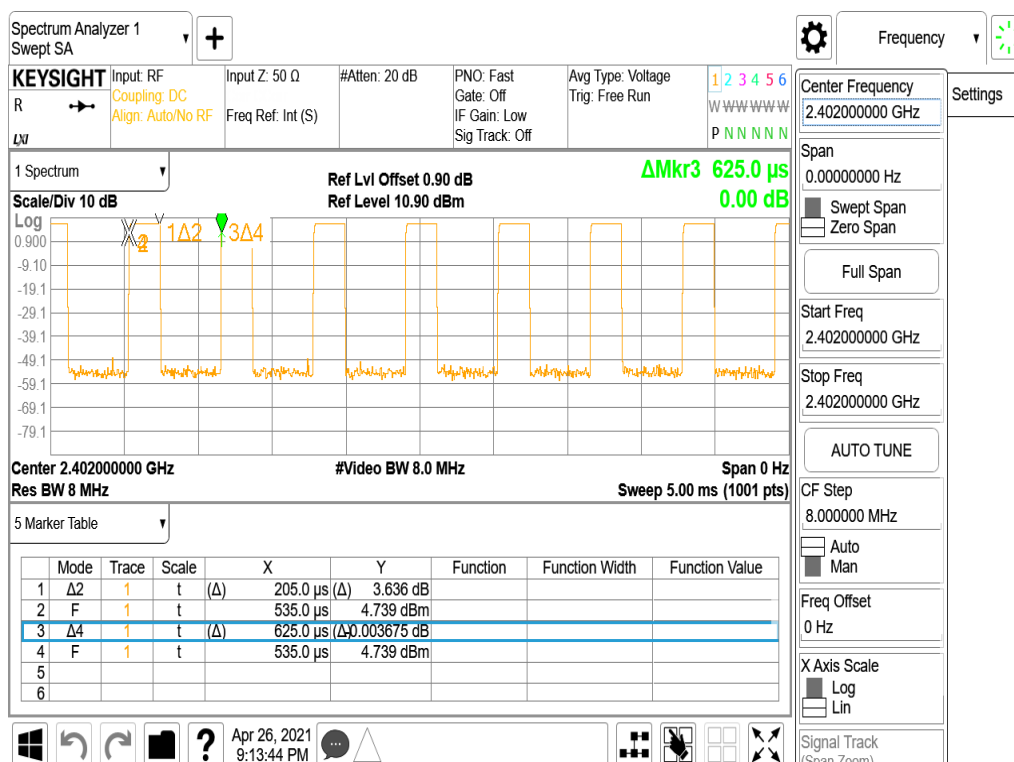 Spectrum Analyzer 1
Swept SA
Frequency
KEYSIGHT
R
LXI
Input: RF
Coupling: DC
Align: Auto/No RF
Input Z: 50 Ω
Freq Ref: Int (S)
#Atten: 20 dB
PNO: Fast
Gate: Off
IF Gain: Low
Sig Track: Off
Avg Type: Voltage
Trig: Free Run
1 2 3 4 5 6
W W W W W W
P N N N N N
1 Spectrum
Scale/Div 10 dB
Log
Ref Lvl Offset 0.90 dB
Ref Level 10.90 dBm
ΔMkr3 625.0 µs
0.00 dB
1Δ2
3Δ4
0.900
-9.10
-19.1
-29.1
-39.1
-49.1
-59.1
-69.1
-79.1
Center 2.402000000 GHz
#Video BW 8.0 MHz
Span 0 Hz
Res BW 8 MHz
Sweep 5.00 ms (1001 pts)
5 Marker Table
Mode Trace Scale X Y Function Function Width Function Value
1 Δ2 1 t (Δ) 205.0 µs (Δ) 3.636 dB
2 F 1 t 535.0 µs 4.739 dBm
3 Δ4 1 t (Δ) 625.0 µs (Δ) -0.003675 dB
4 F 1 t 535.0 µs 4.739 dBm
5
6
?
Apr 26, 2021
9:13:44 PM
Center Frequency
2.402000000 GHz
Span
0.00000000 Hz
Swept Span
Zero Span
Full Span
Start Freq
2.402000000 GHz
Stop Freq
2.402000000 GHz
AUTO TUNE
CF Step
8.000000 MHz
Auto
Man
Freq Offset
0 Hz
X Axis Scale
Log
Lin
Signal Track
(Span Zoom)
Settings